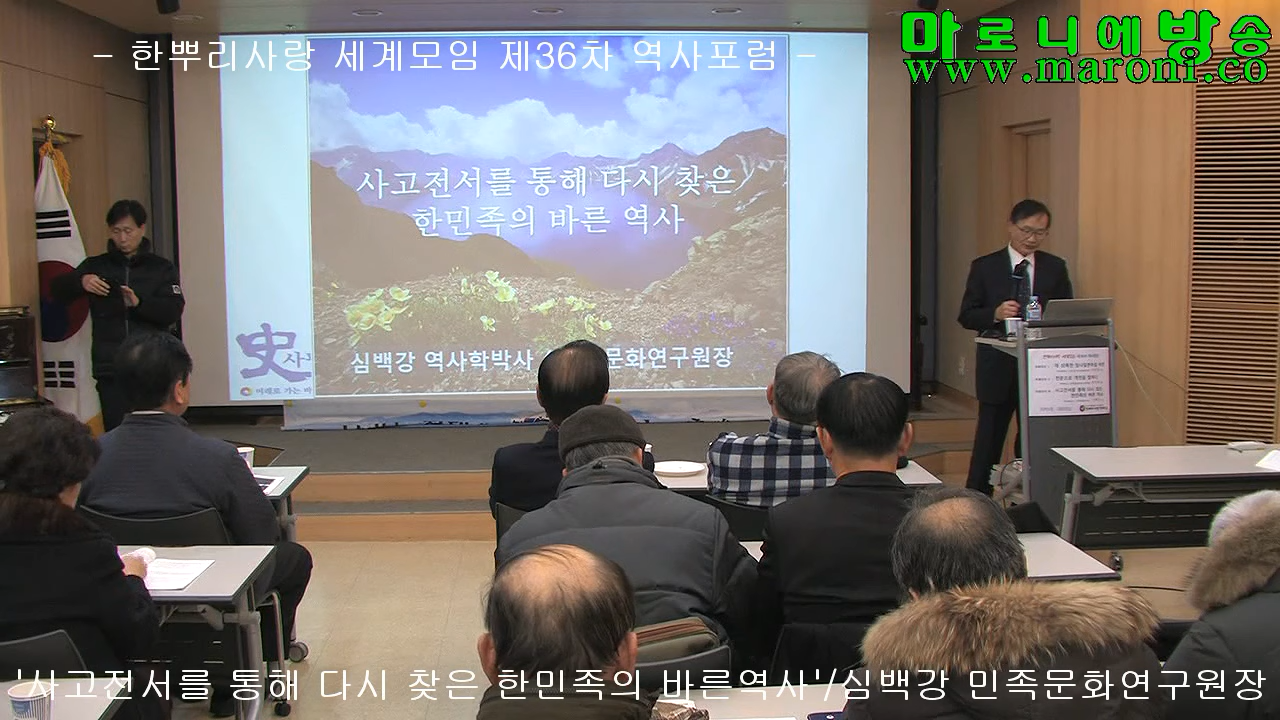 - 한뿌리사랑 세계모임 제36차 역사포럼 -
마로니에방송
www.maroni.co
사고전서를 통해 다시 찾은
한민족의 바른 역사
심백강 역사학박사 문화연구원장
史
'사고전서를 통해 다시 찾은 한민족의 바른역사'/심백강 민족문화연구원장